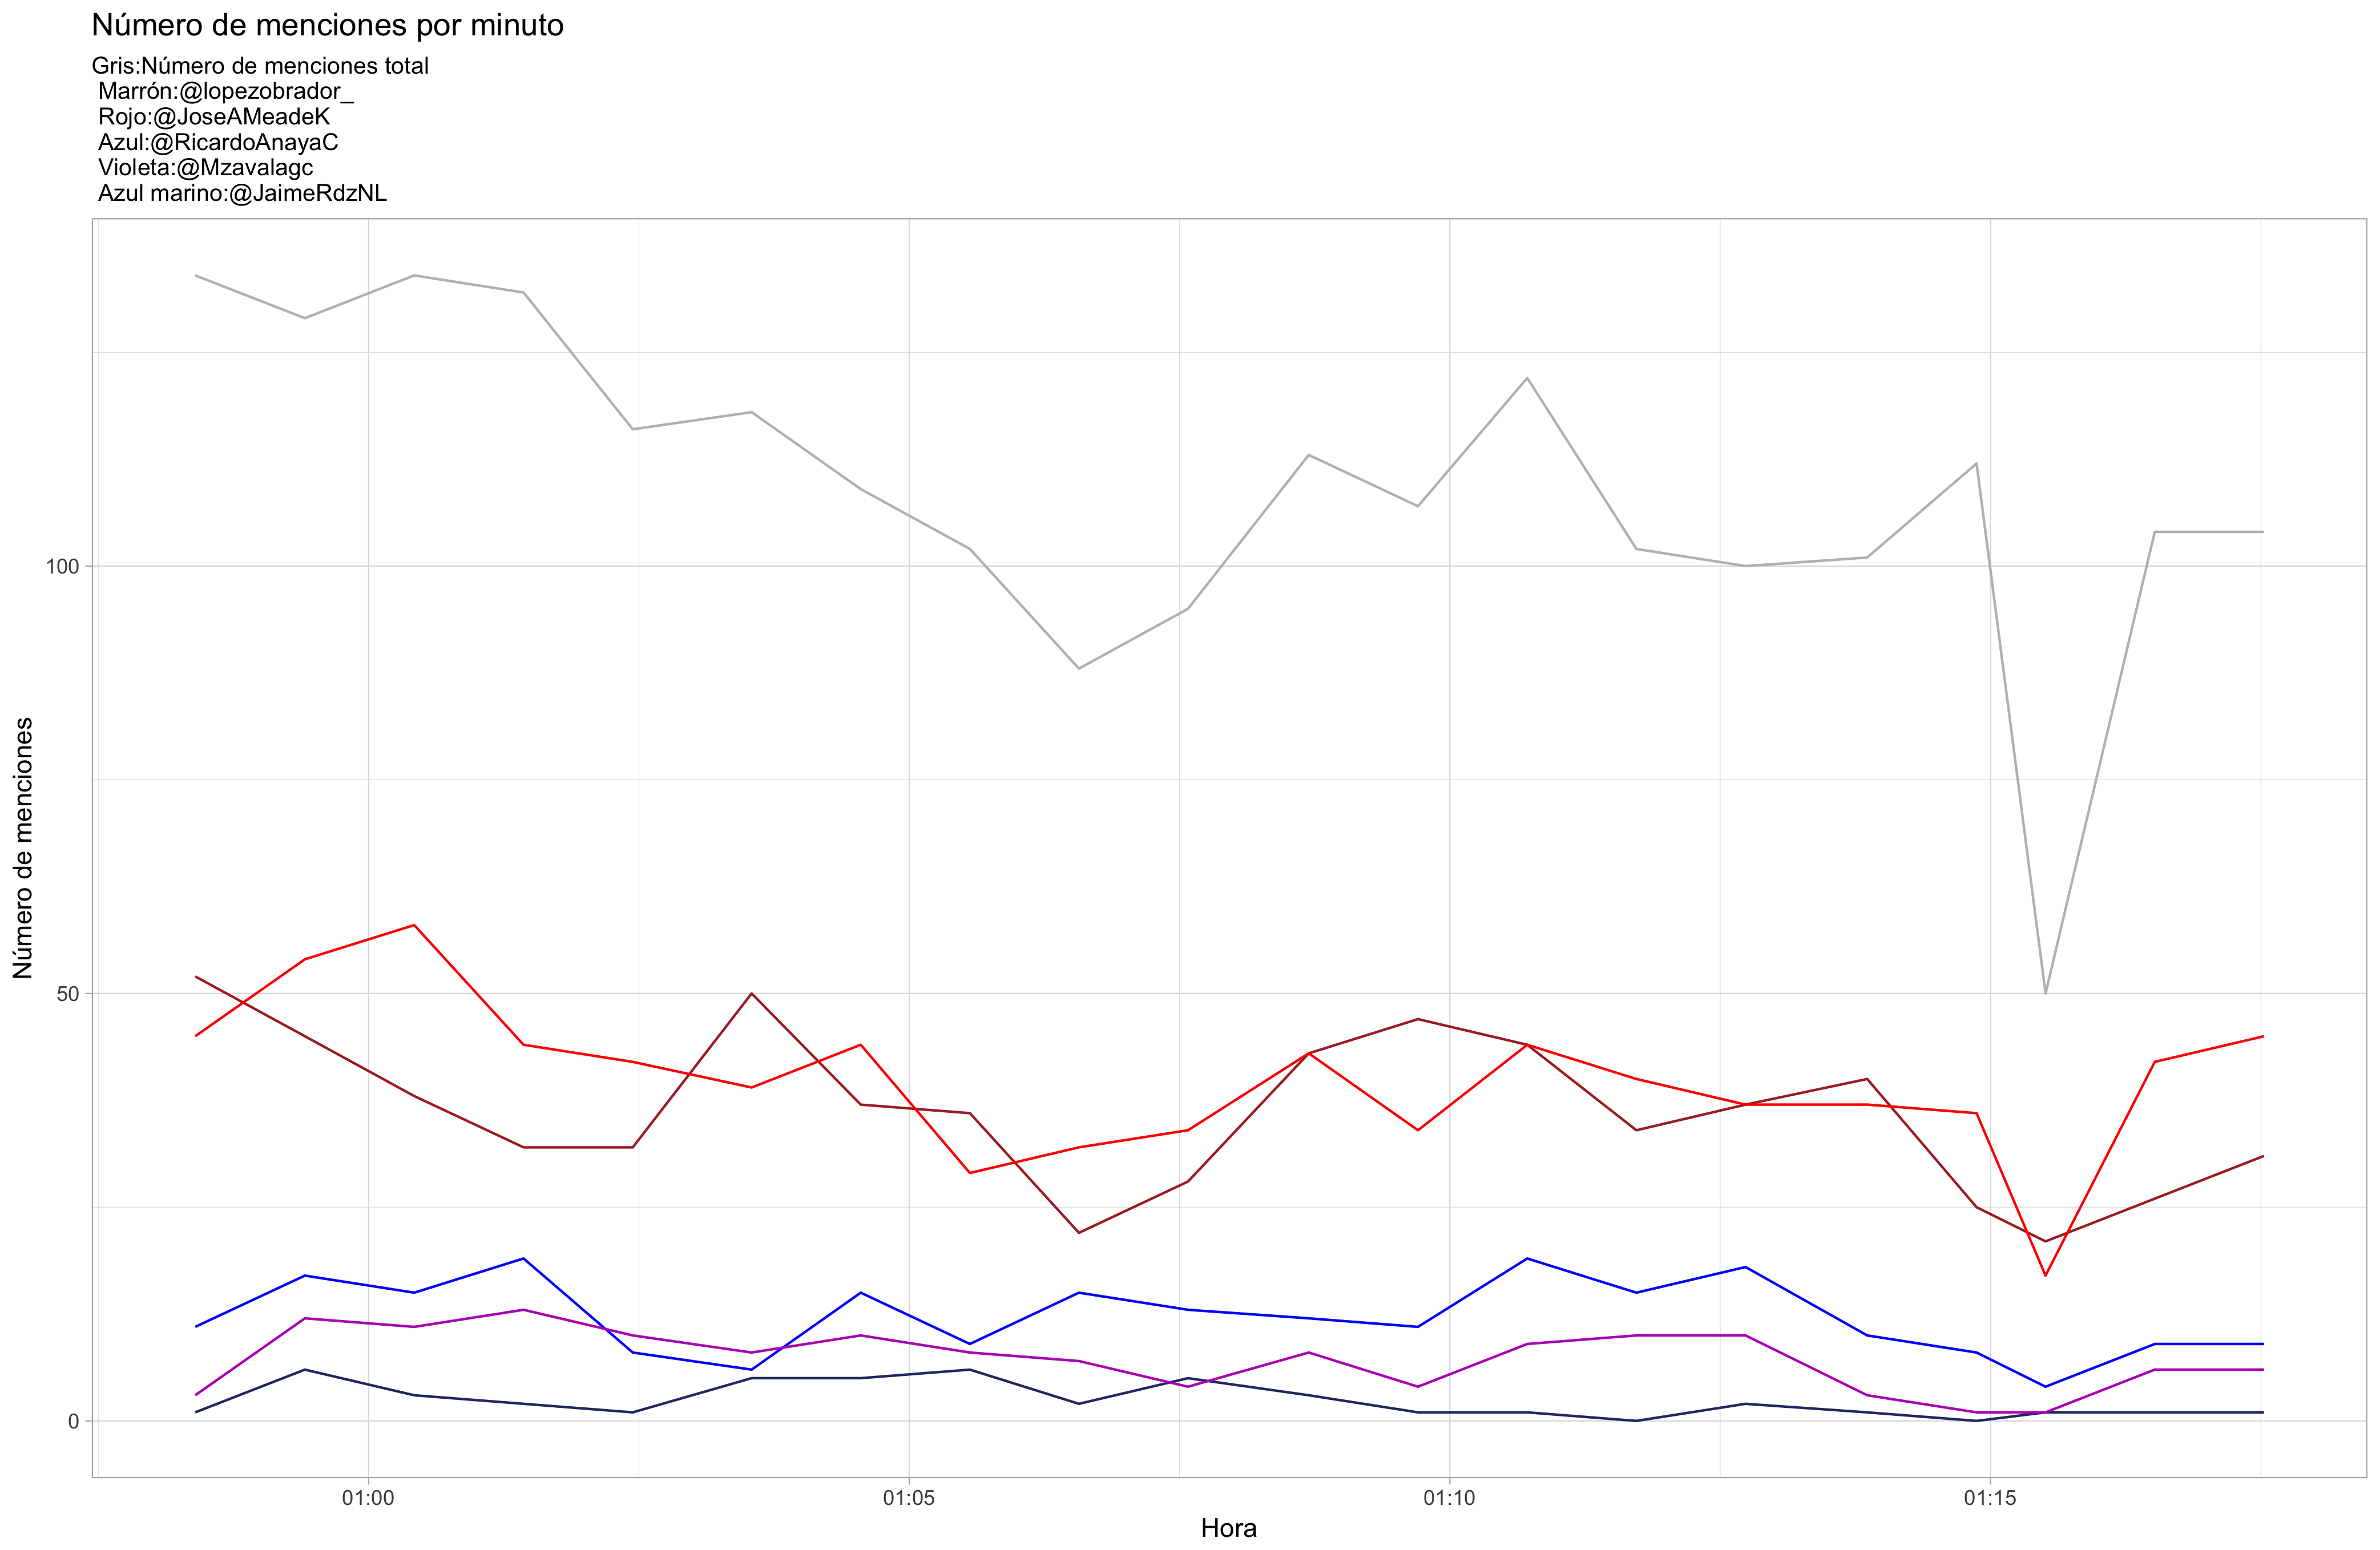 Número de menciones por minuto
Gris:Número de menciones total
Marrón:@lopezobrador_
Rojo:@JoseAMeadeK
Azul:@RicardoAnayaC
Violeta:@Mzavalagc
Azul marino:@JaimeRdzNL
Número de menciones
100
50
0
01:00
01:05
01:10
01:15
Hora